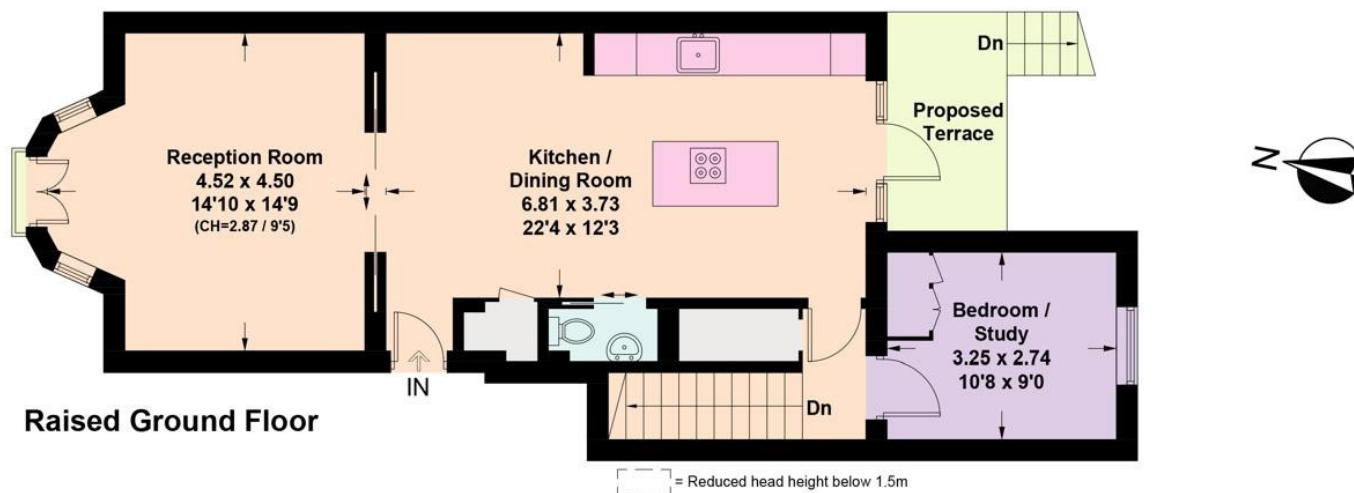 Dn
Proposed
Terrace
Reception Room
4.52 x 4.50
14'10 x 14'9
(CH=2.87 / 9'5)
Kitchen /
Dining Room
6.81 x 3.73
22'4 x 12'3
N
Bedroom /
Study
3.25 x 2.74
10'8 x 9'0
IN
Dn
Raised Ground Floor
= Reduced head height below 1.5m